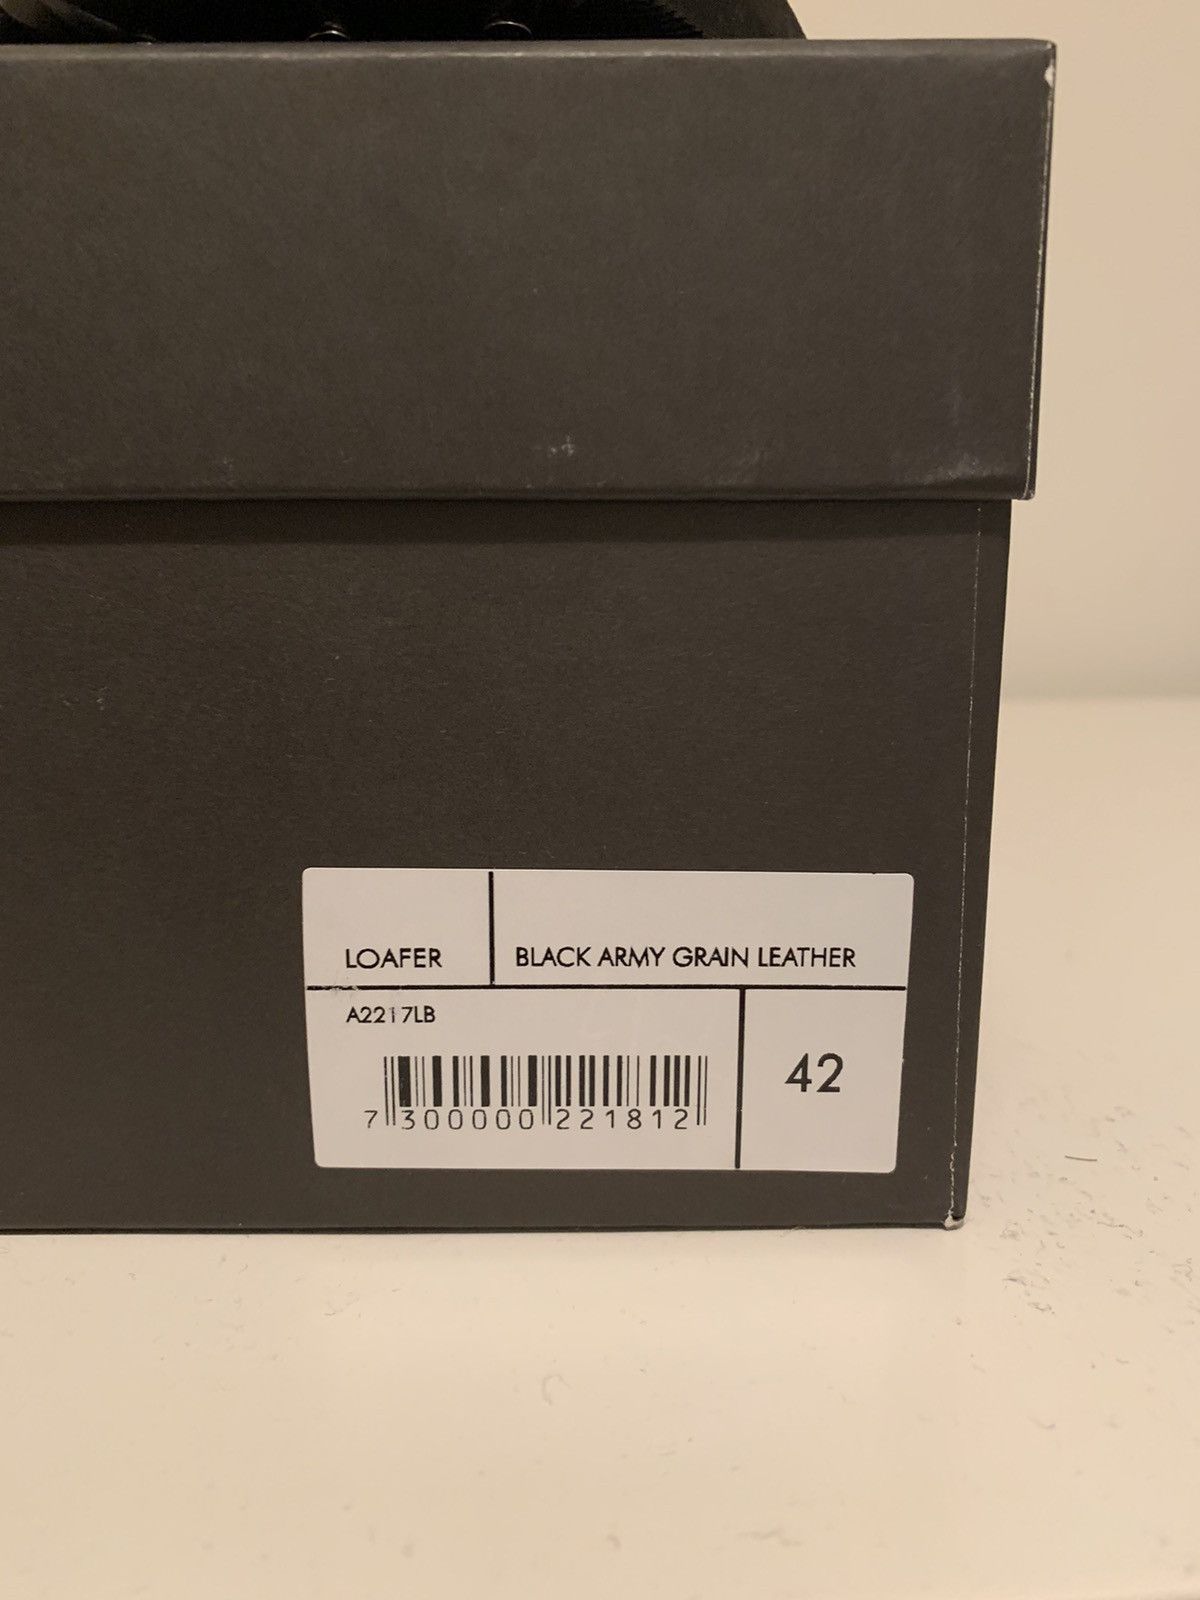 LOAFER
BLACK ARMY GRAIN LEATHER
A2217LB
42
7 300000 221812